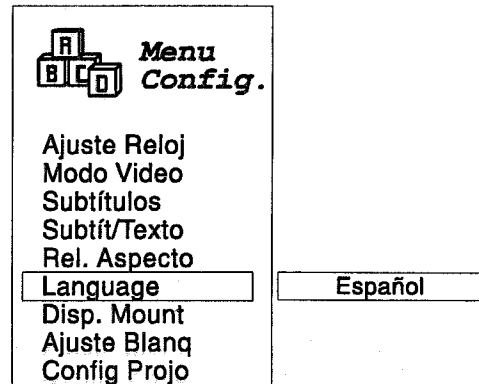 A
B C D
Menu
Config.
Ajuste Reloj
Modo Video
Subtítulos
Subtít/Texto
Rel. Aspecto
Language Español
Disp. Mount
Ajuste Blanq
Config Projo